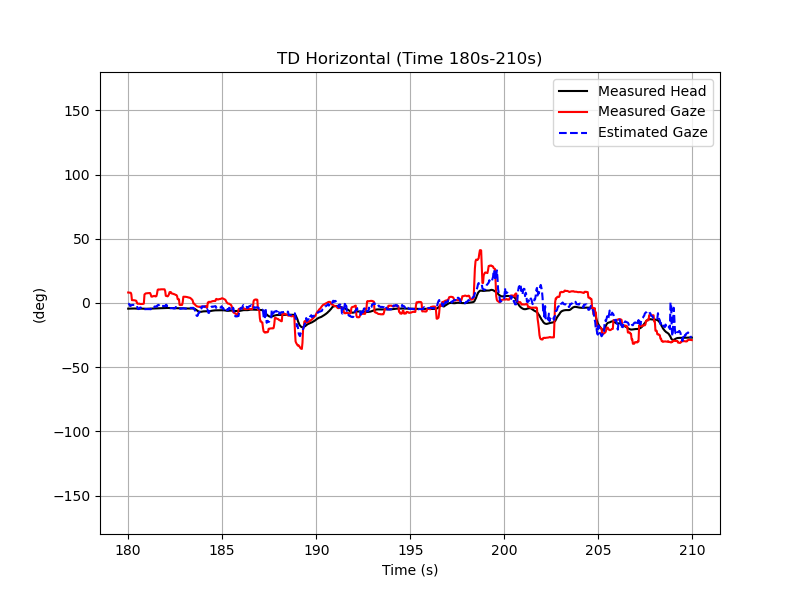 TD Horizontal (Time 180s-210s)
Measured Head
Measured Gaze
Estimated Gaze
150
100
50
0
−50
−100
−150
(deg)
180 185 190 195 200 205 210
Time (s)